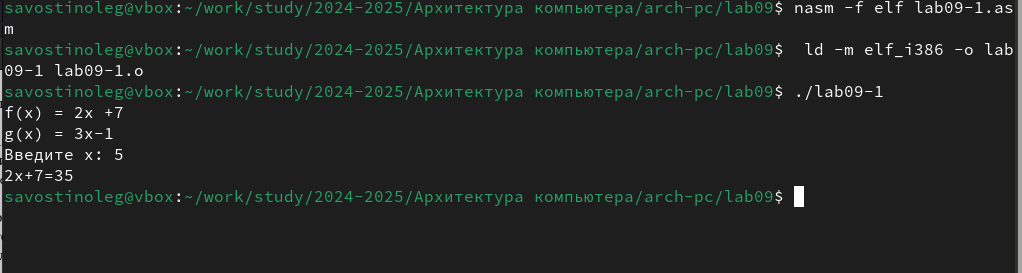 savostinoleg@vbox:~/work/study/2024-2025/Архитектура компьютера/arch-pc/lab09$ nasm -f elf lab09-1.as
m
savostinoleg@vbox:~/work/study/2024-2025/Архитектура компьютера/arch-pc/lab09$  ld -m elf_i386 -o lab
09-1 lab09-1.o
savostinoleg@vbox:~/work/study/2024-2025/Архитектура компьютера/arch-pc/lab09$ ./lab09-1
f(x) = 2x +7
g(x) = 3x-1
Введите x: 5
2x+7=35
savostinoleg@vbox:~/work/study/2024-2025/Архитектура компьютера/arch-pc/lab09$